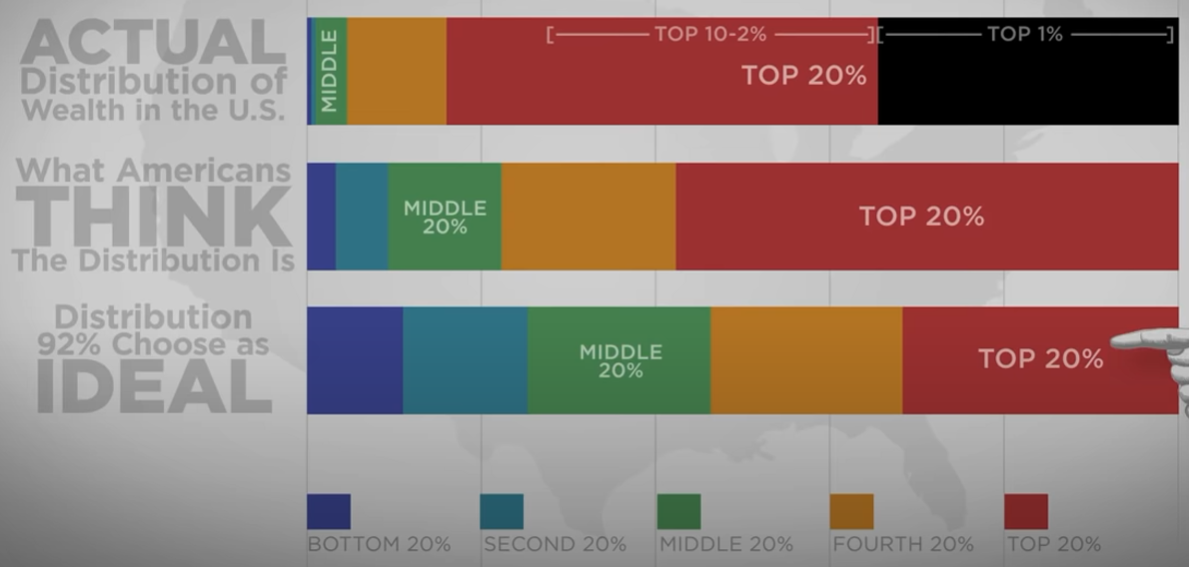 ACTUAL
Distribution of
Wealth in the U.S.
MIDDLE
TOP 10-2%
TOP 1%
TOP 20%
What Americans
THINK
The Distribution Is
MIDDLE
20%
TOP 20%
Distribution
92% Choose as
IDEAL
MIDDLE
20%
TOP 20%
BOTTOM 20%
SECOND 20%
MIDDLE 20%
FOURTH 20%
TOP 20%